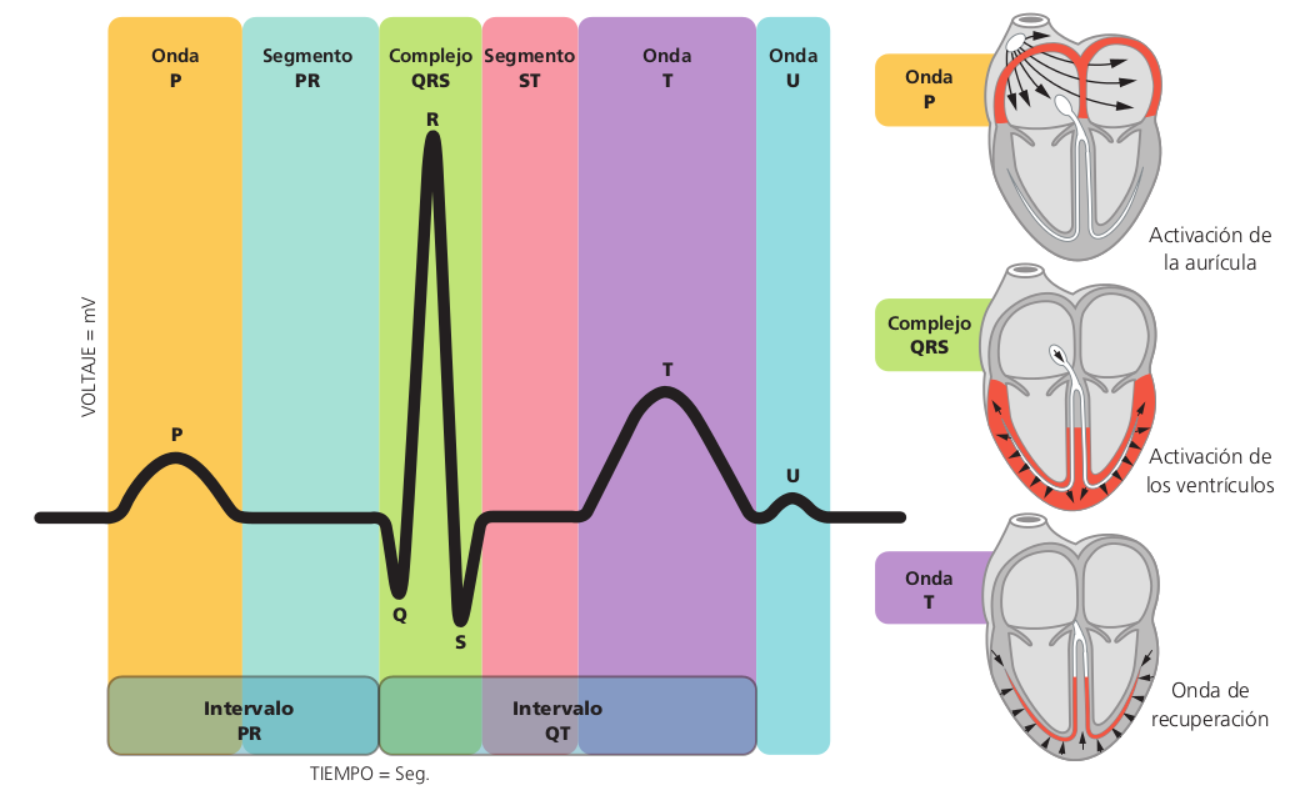 Onda
P
Segmento
PR
Complejo
QRS
Segmento
ST
Onda
T
Onda
U
R
T
P
U
Q
S
VOLTAJE = mV
Intervalo
PR
Intervalo
QT
TIEMPO = Seg.
Onda
P
Activación de
la aurícula
Complejo
QRS
Activación de
los ventrículos
Onda
T
Onda de
recuperación